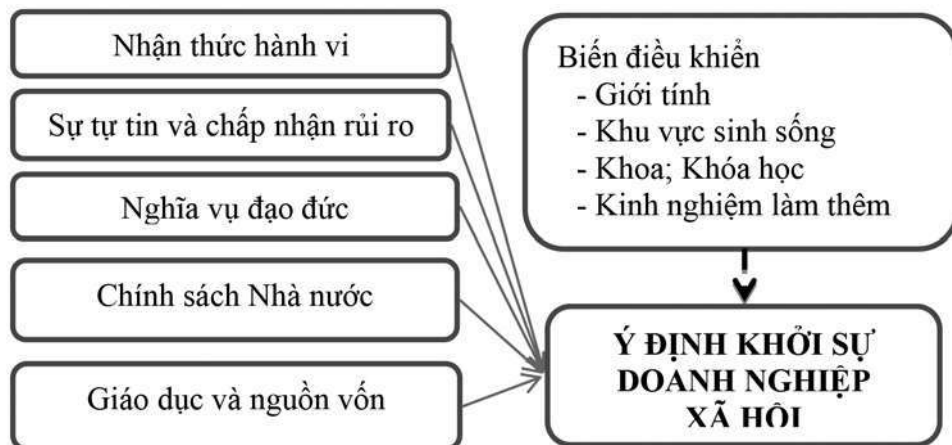 Nhận thức hành vi
Sự tự tin và chấp nhận rủi ro
Nghĩa vụ đạo đức
Chính sách Nhà nước
Giáo dục và nguồn vốn
Biến điều khiển
- Giới tính
- Khu vực sinh sống
- Khoa; Khóa học
- Kinh nghiệm làm thêm
Ý ĐỊNH KHỞI SỰ
DOANH NGHIỆP
XÃ HỘI